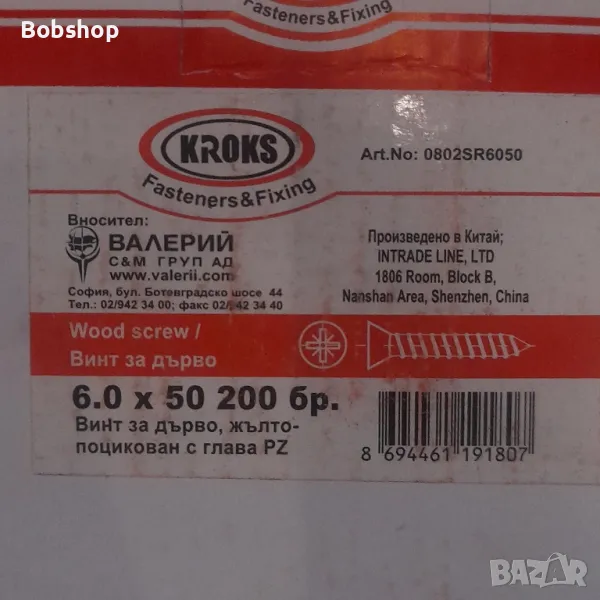 Bobshop
Fasteners&Fixing
KROKS
Fasteners&Fixing
Art.No: 0802SR6050
Вносител:
ВАЛЕРИЙ
С&М ГРУП АД
www.valerii.com
София, бул. Ботевградско шосе 44
Тел.: 02/942 34 00; факс 02/942 34 40
Произведено в Китай;
INTRADE LINE, LTD
1806 Room, Block B,
Nanshan Area, Shenzhen, China
Wood screw /
Винт за дърво
6.0 x 50 200 бр.
Винт за дърво, жълто-
поцикован с глава PZ
8 694461 191807
BAZAR